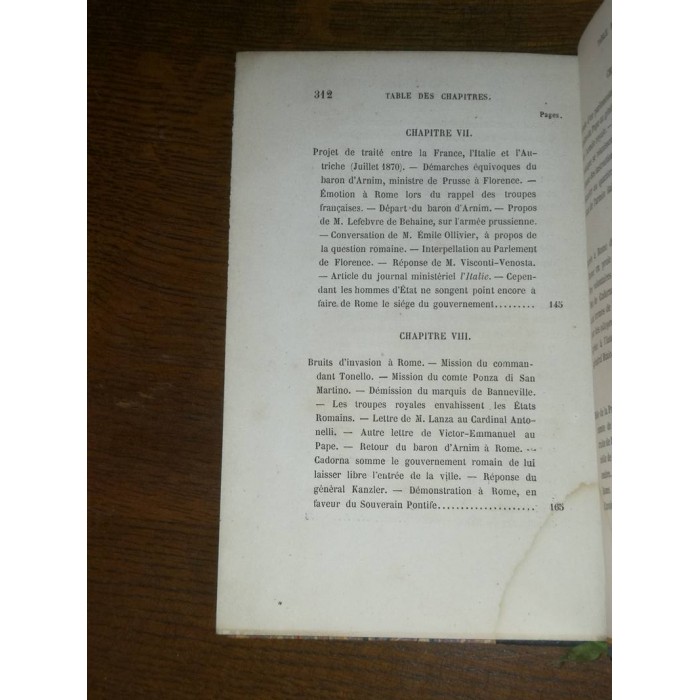 312 TABLE DES CHAPITRES.
Pages.
CHAPITRE VII.
Projet de traité entre la France, l'Italie et l'Au-
triche (Juillet 1870). — Démarches équivoques du
baron d'Arnim, ministre de Prusse à Florence. —
Émotion à Rome lors du rappel des troupes
françaises. — Départ du baron d'Arnim. — Propos
de M. Lefebvre de Behaine, sur l'armée prussienne.
— Conversation de M. Émile Ollivier, à propos de
la question romaine. — Interpellation au Parlement
de Florence. — Réponse de M. Visconti-Venosta.
— Article du journal ministériel l'Italie. — Cepen-
dant les hommes d'État ne songent point encore à
faire de Rome le siége du gouvernement......... 145
CHAPITRE VIII.
Bruits d'invasion à Rome. — Mission du comman-
dant Tonello. — Mission du comte Ponza di San
Martino. — Démission du marquis de Banneville.
— Les troupes royales envahissent les États
Romains. — Lettre de M. Lanza au Cardinal Anto-
nelli. — Autre lettre de Victor-Emmanuel au
Pape. — Retour du baron d'Arnim à Rome. —
Cadorna somme le gouvernement romain de lui
laisser libre l'entrée de la ville. — Réponse du
général Kanzler. — Démonstration à Rome, en
faveur du Souverain Pontife...................... 165